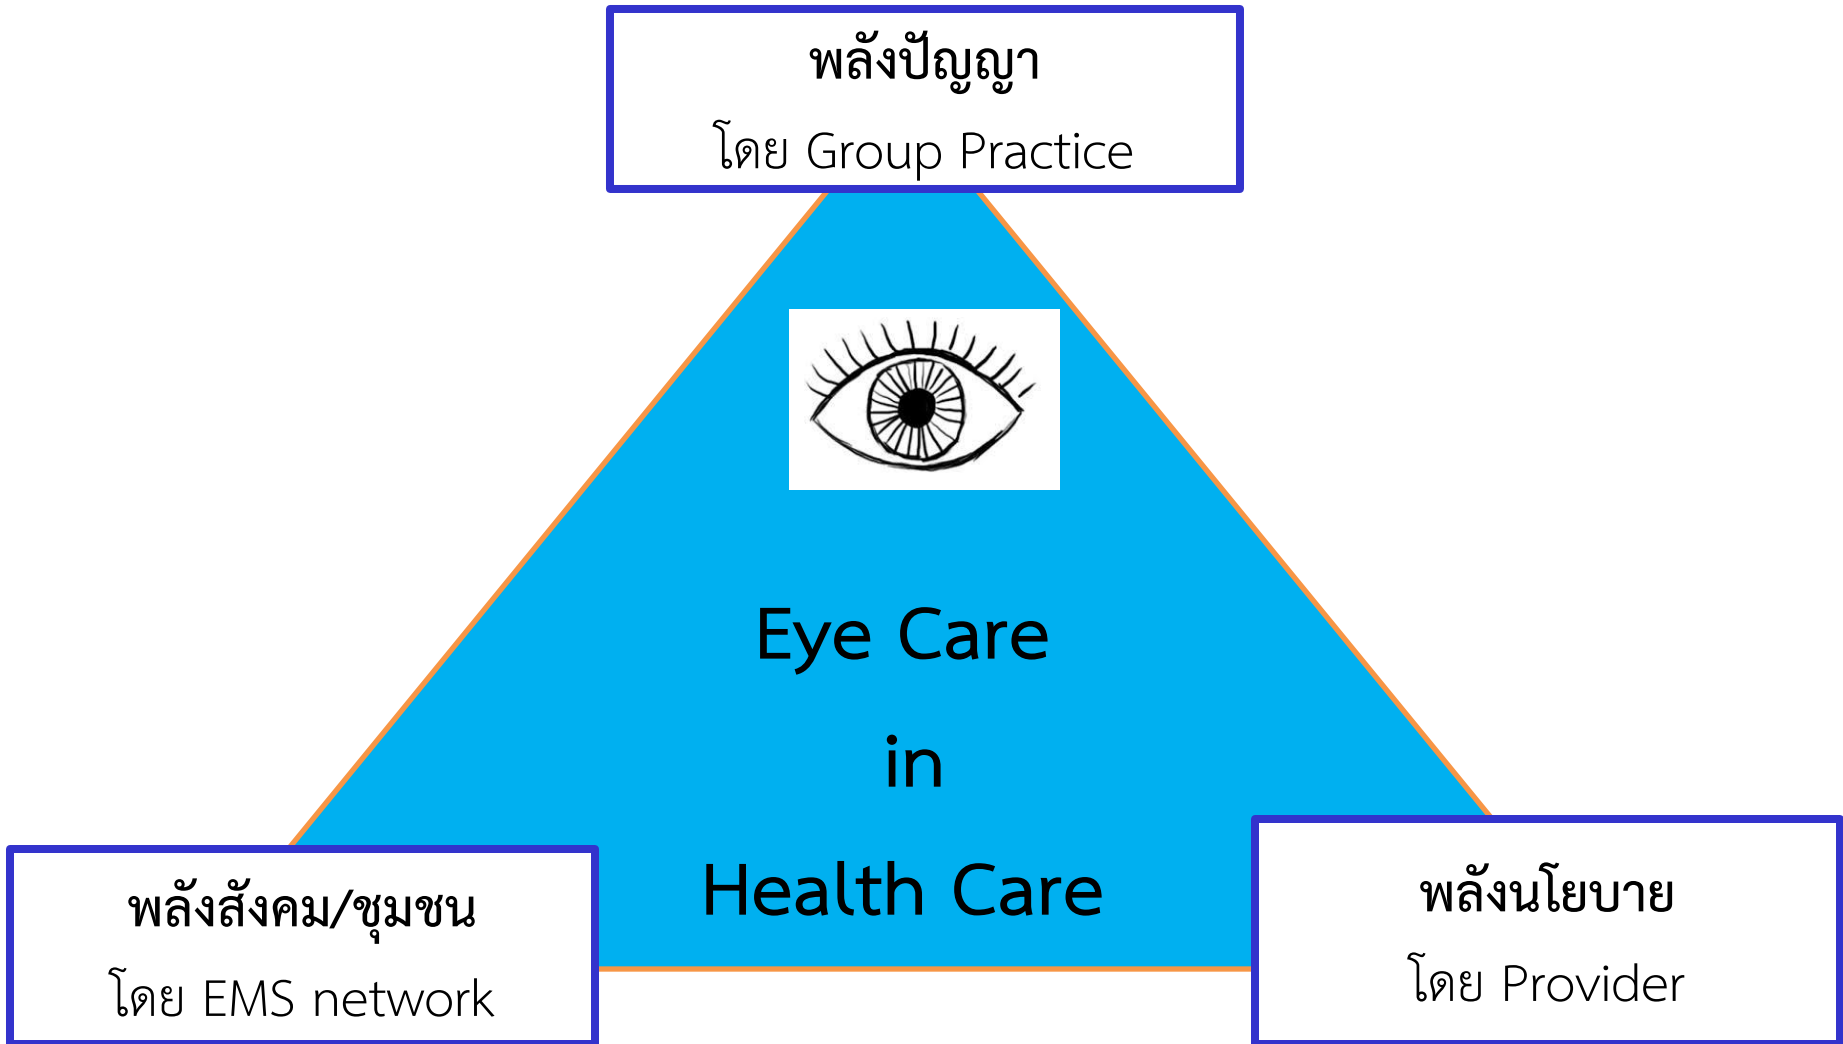 พลังปัญญา
โดย Group Practice
Eye Care
in
Health Care
พลังสังคม/ชุมชน
โดย EMS network
พลังนโยบาย
โดย Provider